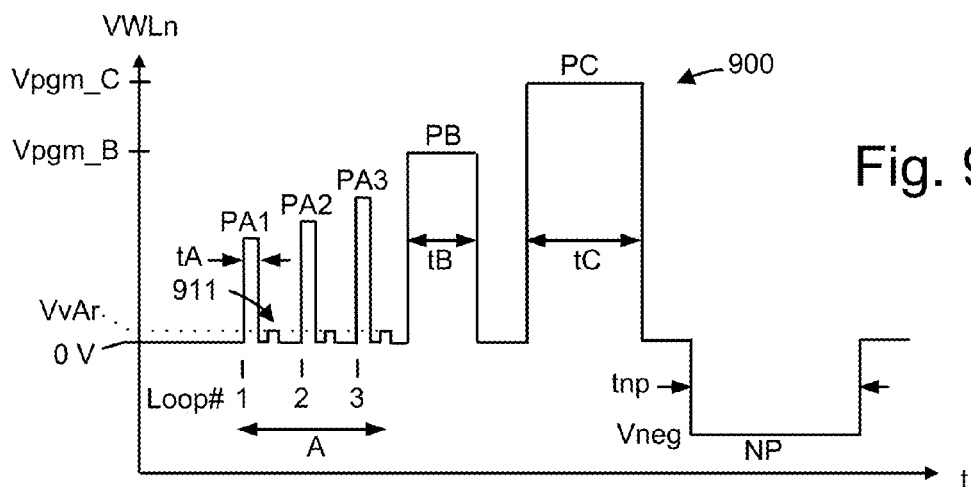 VWLn
Vpgm_C
PC
900
Vpgm_B
PB
Fig. 9
PA3
PA2
PA1
tA
tB
tC
911
VvAr
0 V
tnp
Loop# 1 2 3
A
Vneg
NP
t